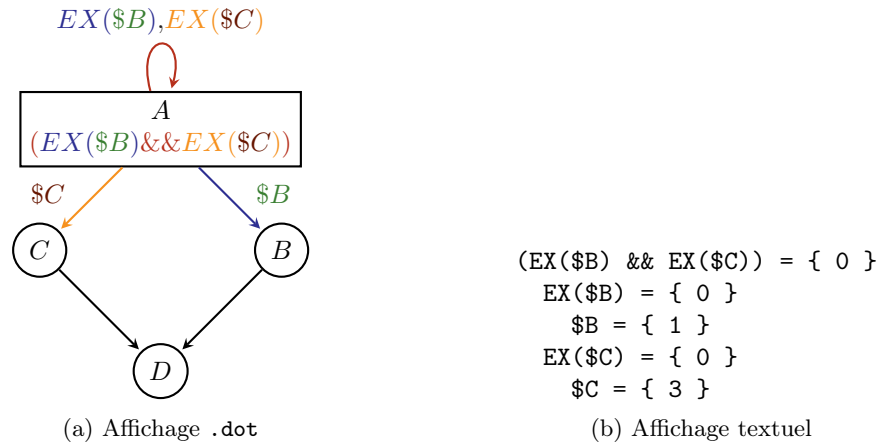 EX($B),EX($C)
A
(EX($B)&&EX($C))
$C
$B
C
B
D
(a) Affichage .dot
(EX($B) && EX($C)) = { 0 }
EX($B) = { 0 }
$B = { 1 }
EX($C) = { 0 }
$C = { 3 }
(b) Affichage textuel